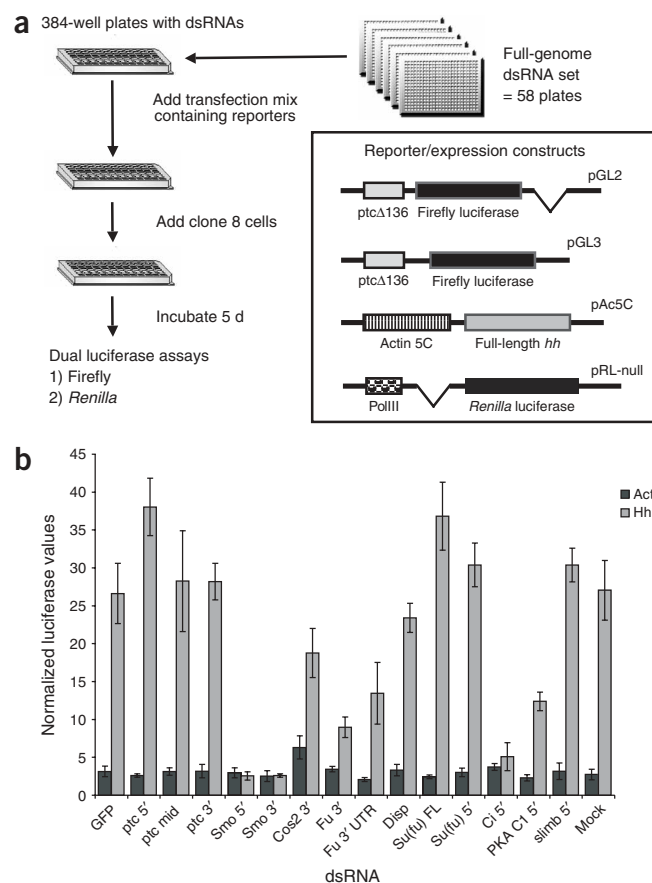 a
384-well plates with dsRNAs
Full-genome
dsRNA set
= 58 plates
Add transfection mix
containing reporters
Add clone 8 cells
Incubate 5 d
Dual luciferase assays
1) Firefly
2) Renilla
Reporter/expression constructs
pGL2
ptc∆136
Firefly luciferase
pGL3
ptc∆136
Firefly luciferase
pAc5C
Actin 5C
Full-length hh
pRL-null
PolIII
Renilla luciferase
b
Normalized luciferase values
45
40
35
30
25
20
15
10
5
0
Act
Hh
GFP
ptc 5′
ptc mid
ptc 3′
Smo 5′
Smo 3′
Cos2 3′
Fu 3′
Fu 3′ UTR
Disp
Su(fu) FL
Su(fu) 5′
Ci 5′
PKA C1 5′
slimb 5′
Mock
dsRNA